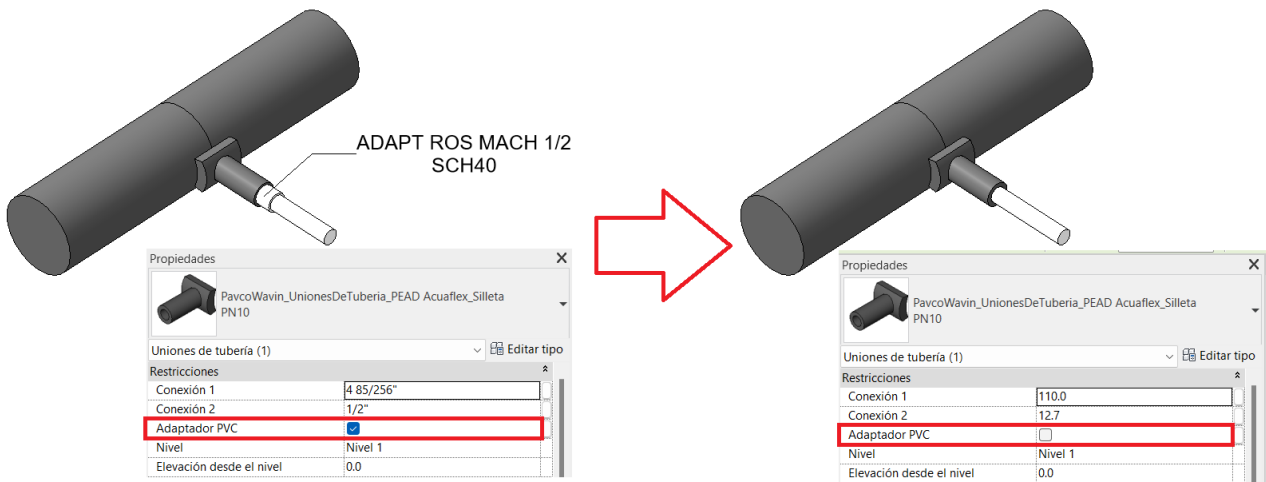 ADAPT ROS MACH 1/2
SCH40
Propiedades
PavcoWavin_UnionesDeTuberia_PEAD Acuaflex_Silleta
PN10
Uniones de tubería (1)
Editar tipo
Restricciones
Conexión 1 4 85/256"
Conexión 2 1/2"
Adaptador PVC
Nivel Nivel 1
Elevación desde el nivel 0.0
Propiedades
PavcoWavin_UnionesDeTuberia_PEAD Acuaflex_Silleta
PN10
Uniones de tubería (1)
Editar tipo
Restricciones
Conexión 1 110.0
Conexión 2 12.7
Adaptador PVC
Nivel Nivel 1
Elevación desde el nivel 0.0